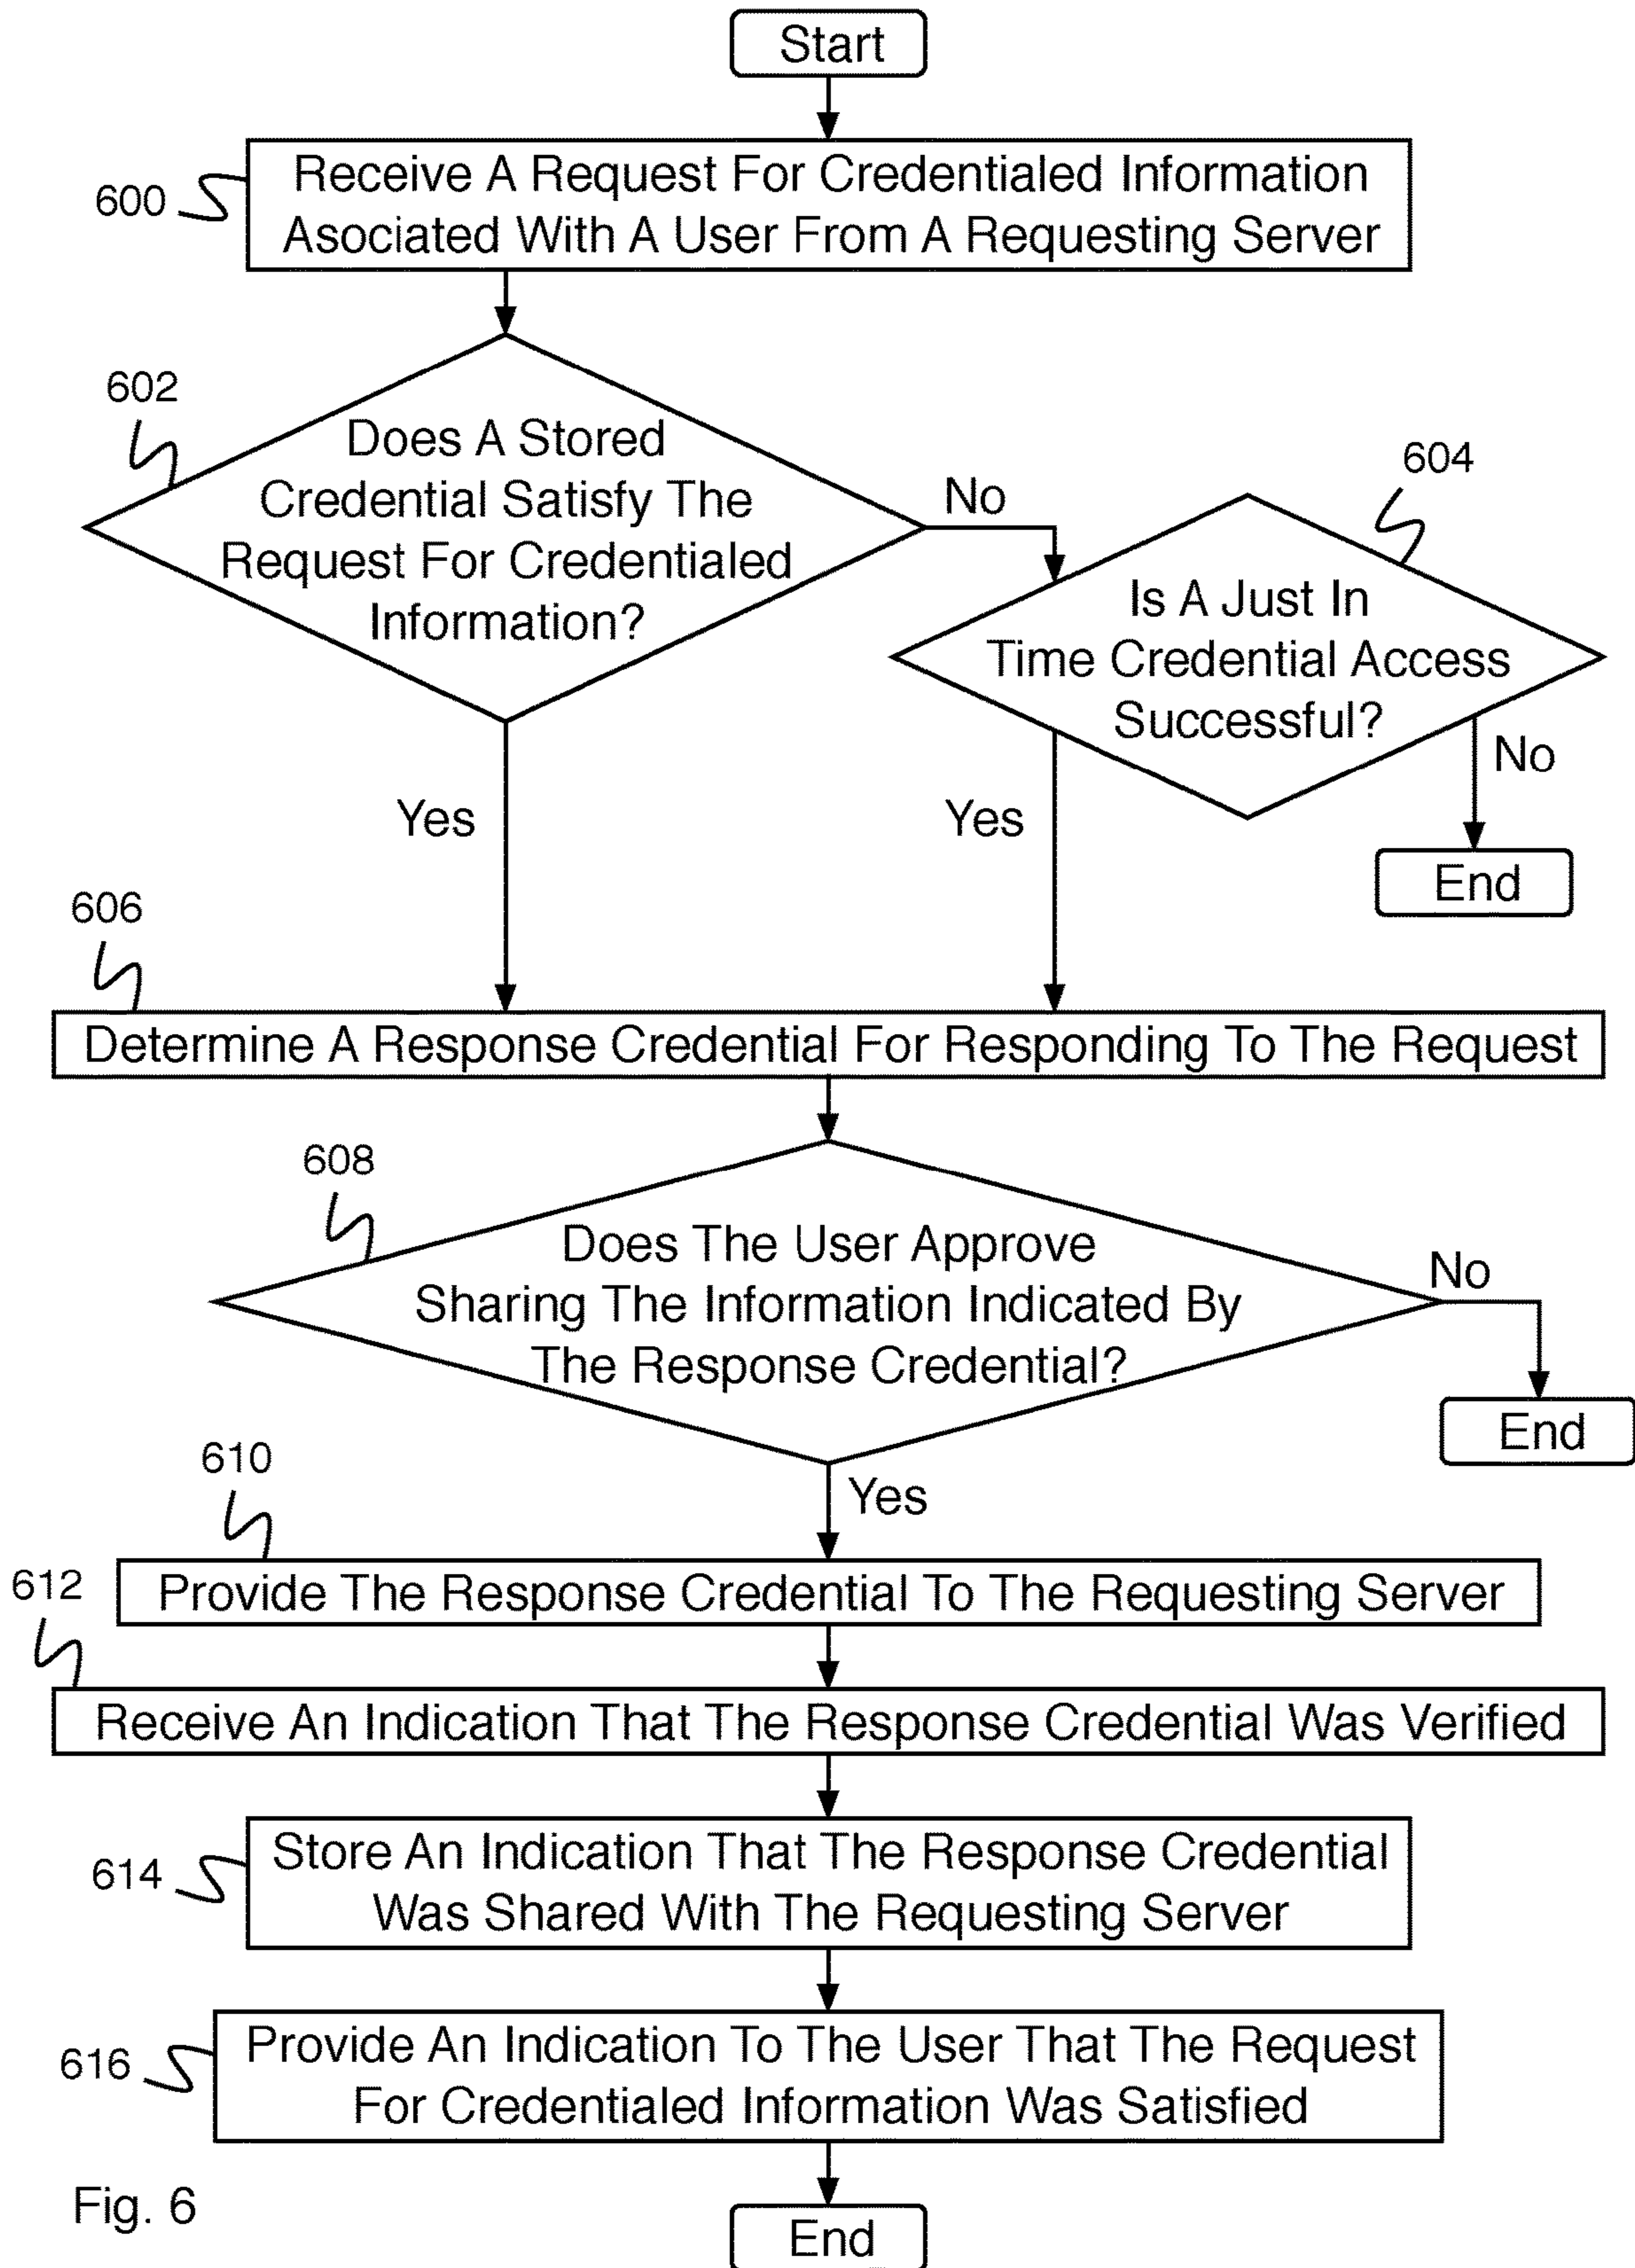 Start
600
Receive A Request For Credentialed Information
Asociated With A User From A Requesting Server
602
Does A Stored
Credential Satisfy The
Request For Credentialed
Information?
No
604
Is A Just In
Time Credential Access
Successful?
Yes
Yes
No
End
606
Determine A Response Credential For Responding To The Request
608
Does The User Approve
Sharing The Information Indicated By
The Response Credential?
No
End
Yes
610
Provide The Response Credential To The Requesting Server
612
Receive An Indication That The Response Credential Was Verified
614
Store An Indication That The Response Credential
Was Shared With The Requesting Server
616
Provide An Indication To The User That The Request
For Credentialed Information Was Satisfied
End
Fig. 6